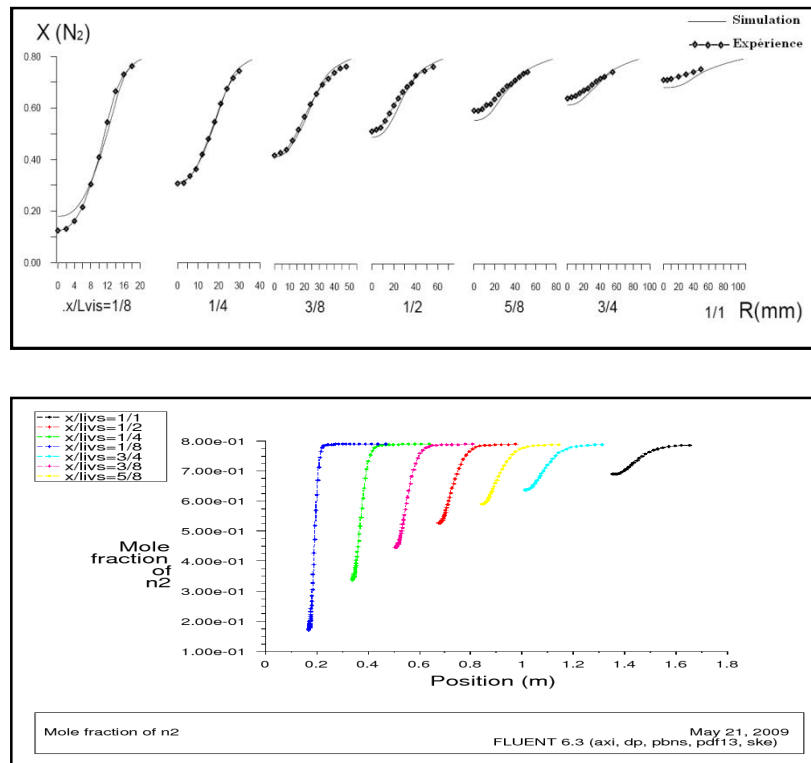 X (N₂)
Simulation
Expérience
0.80
0.60
0.40
0.20
0.00
0 4 8 12 16 20
0 10 20 30 40
0 10 20 30 40 50
0 20 40 60
0 20 40 60 80
0 20 40 60 80 100
0 20 40 60 80 100
.x/Lvis=1/8 1/4 3/8 1/2 5/8 3/4 1/1 R(mm)
x/livs=1/1
x/livs=1/2
x/livs=1/4
x/livs=1/8
x/livs=3/4
x/livs=3/8
x/livs=5/8
8.00e-01
7.00e-01
6.00e-01
5.00e-01
4.00e-01
3.00e-01
2.00e-01
1.00e-01
Mole
fraction
of
n2
0 0.2 0.4 0.6 0.8 1 1.2 1.4 1.6 1.8
Position (m)
Mole fraction of n2
May 21, 2009
FLUENT 6.3 (axi, dp, pbns, pdf13, ske)